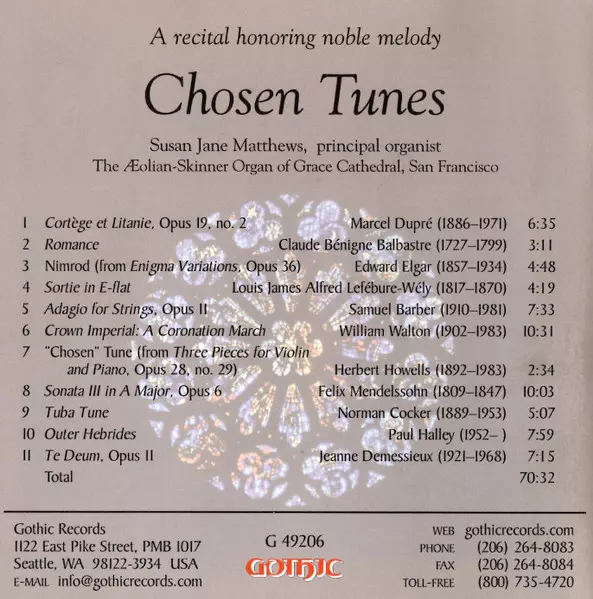 A recital honoring noble melody
Chosen Tunes
Susan Jane Matthews, principal organist
The Æolian-Skinner Organ of Grace Cathedral, San Francisco
1 Cortège et Litanie, Opus 19, no. 2 Marcel Dupré (1886–1971) 6:35
2 Romance Claude Bénigne Balbastre (1727–1799) 3:11
3 Nimrod (from Enigma Variations, Opus 36) Edward Elgar (1857–1934) 4:48
4 Sortie in E-flat Louis James Alfred Lefébure-Wély (1817–1870) 4:19
5 Adagio for Strings, Opus 11 Samuel Barber (1910–1981) 7:33
6 Crown Imperial: A Coronation March William Walton (1902–1983) 10:31
7 "Chosen" Tune (from Three Pieces for Violin
and Piano, Opus 28, no. 29) Herbert Howells (1892–1983) 2:34
8 Sonata III in A Major, Opus 6 Felix Mendelssohn (1809–1847) 10:03
9 Tuba Tune Norman Cocker (1889–1953) 5:07
10 Outer Hebrides Paul Halley (1952– ) 7:59
11 Te Deum, Opus 11 Jeanne Demessieux (1921–1968) 7:15
Total 70:32
Gothic Records
1122 East Pike Street, PMB 1017
Seattle, WA 98122-3934 USA
E-MAIL info@gothicrecords.com
G 49206
GOTHIC
WEB gothicrecords.com
PHONE (206) 264-8083
FAX (206) 264-8084
TOLL-FREE (800) 735-4720